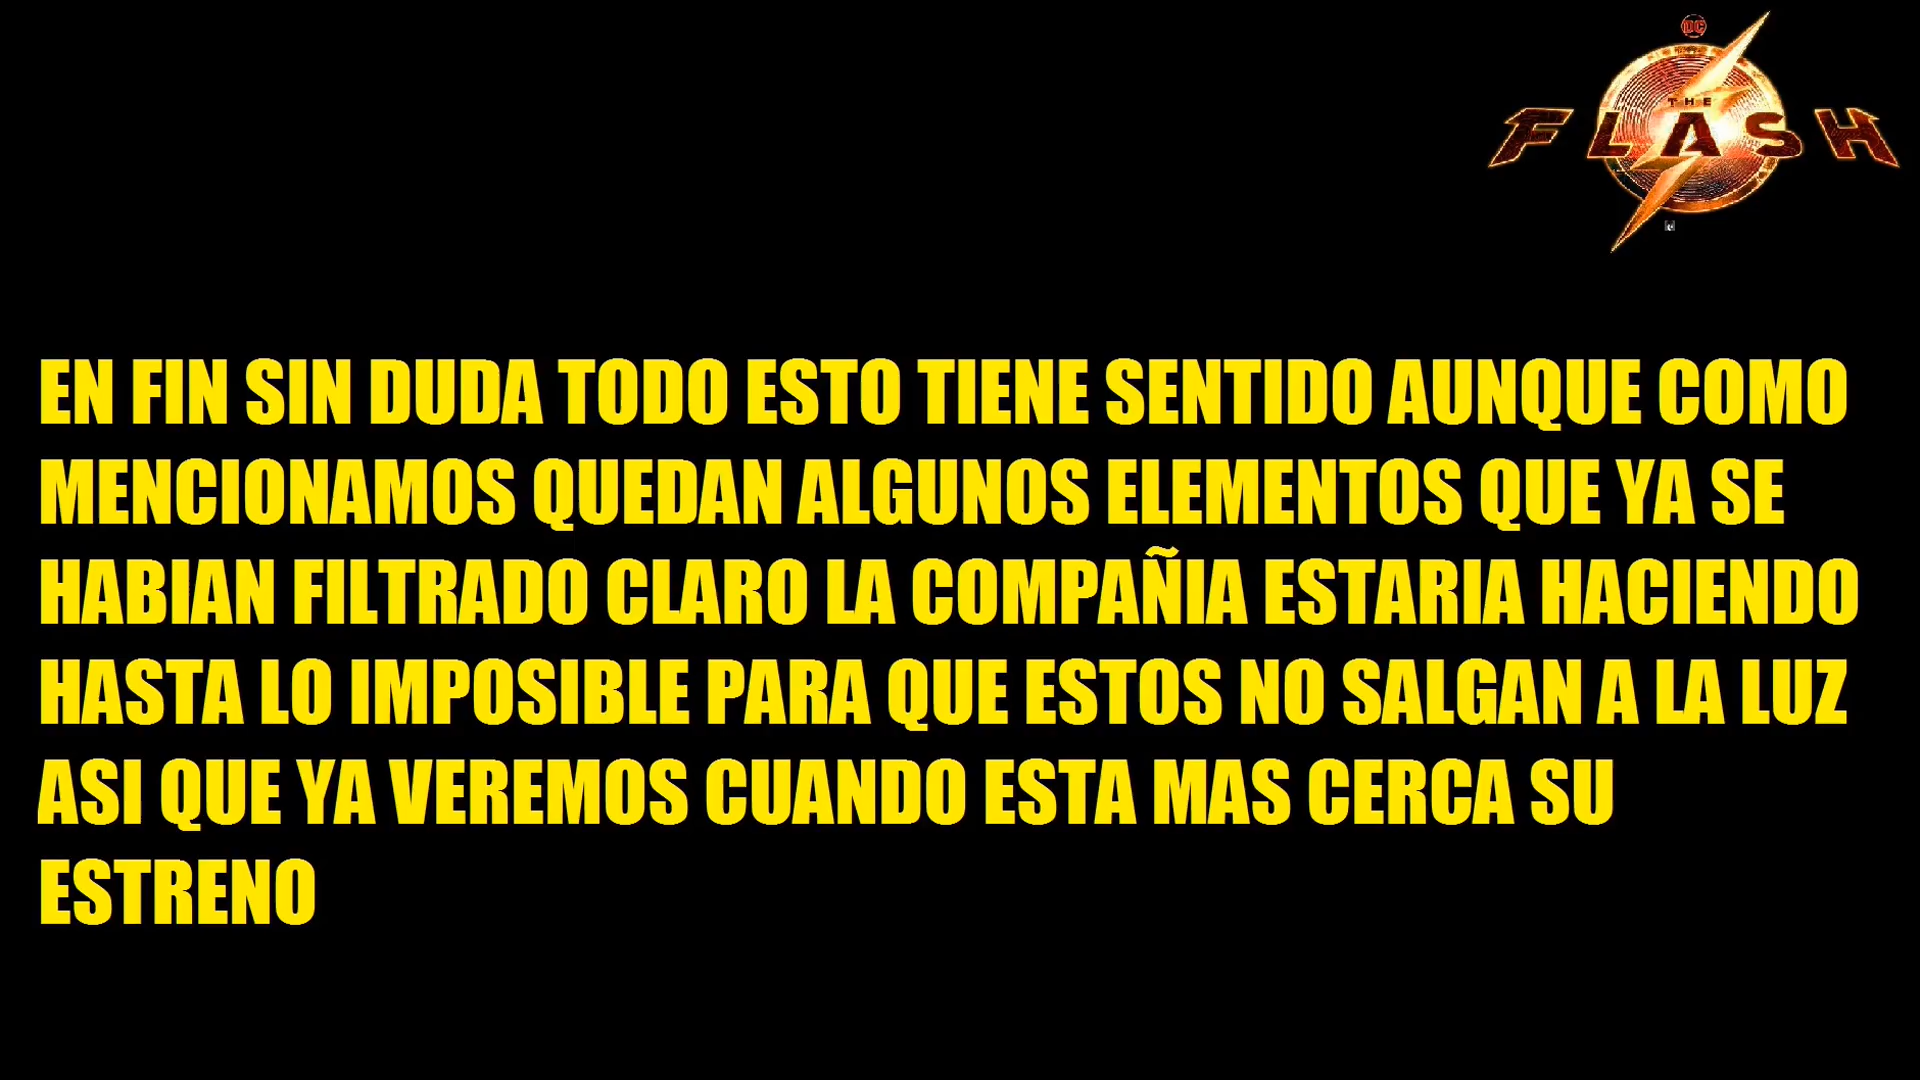 DC
THE
FLASH
EN FIN SIN DUDA TODO ESTO TIENE SENTIDO AUNQUE COMO
MENCIONAMOS QUEDAN ALGUNOS ELEMENTOS QUE YA SE
HABIAN FILTRADO CLARO LA COMPAÑIA ESTARIA HACIENDO
HASTA LO IMPOSIBLE PARA QUE ESTOS NO SALGAN A LA LUZ
ASI QUE YA VEREMOS CUANDO ESTA MAS CERCA SU
ESTRENO